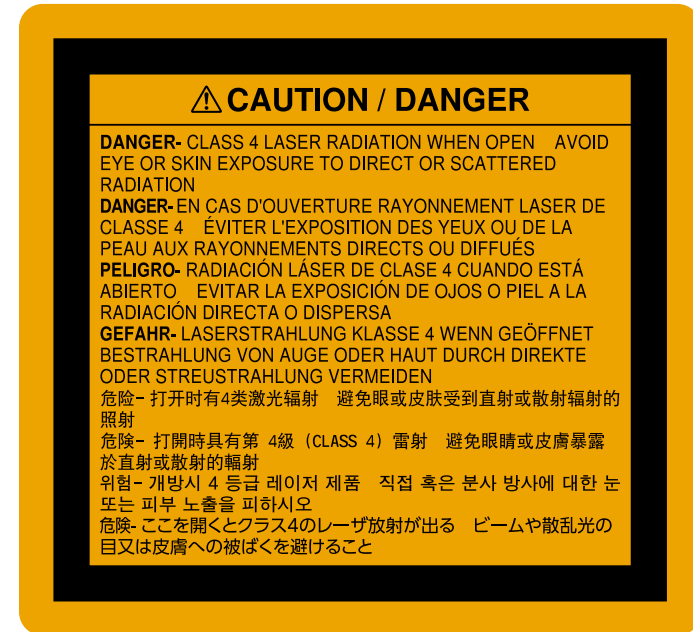 ⚠ CAUTION / DANGER
DANGER- CLASS 4 LASER RADIATION WHEN OPEN AVOID
EYE OR SKIN EXPOSURE TO DIRECT OR SCATTERED
RADIATION
DANGER- EN CAS D'OUVERTURE RAYONNEMENT LASER DE
CLASSE 4 ÉVITER L'EXPOSITION DES YEUX OU DE LA
PEAU AUX RAYONNEMENTS DIRECTS OU DIFFUÉS
PELIGRO- RADIACIÓN LÁSER DE CLASE 4 CUANDO ESTÁ
ABIERTO EVITAR LA EXPOSICIÓN DE OJOS O PIEL A LA
RADIACIÓN DIRECTA O DISPERSA
GEFAHR- LASERSTRAHLUNG KLASSE 4 WENN GEÖFFNET
BESTRAHLUNG VON AUGE ODER HAUT DURCH DIREKTE
ODER STREUSTRAHLUNG VERMEIDEN
危险- 打开时有4类激光辐射 避免眼或皮肤受到直射或散射辐射的
照射
危険- 打開時具有第 4級 (CLASS 4) 雷射 避免眼睛或皮膚暴露
於直射或散射的輻射
위험- 개방시 4 등급 레이저 제품 직접 혹은 분사 방사에 대한 눈
또는 피부 노출을 피하시오
危険- ここを開くとクラス4のレーザ放射が出る ビームや散乱光の
目又は皮膚への被ばくを避けること